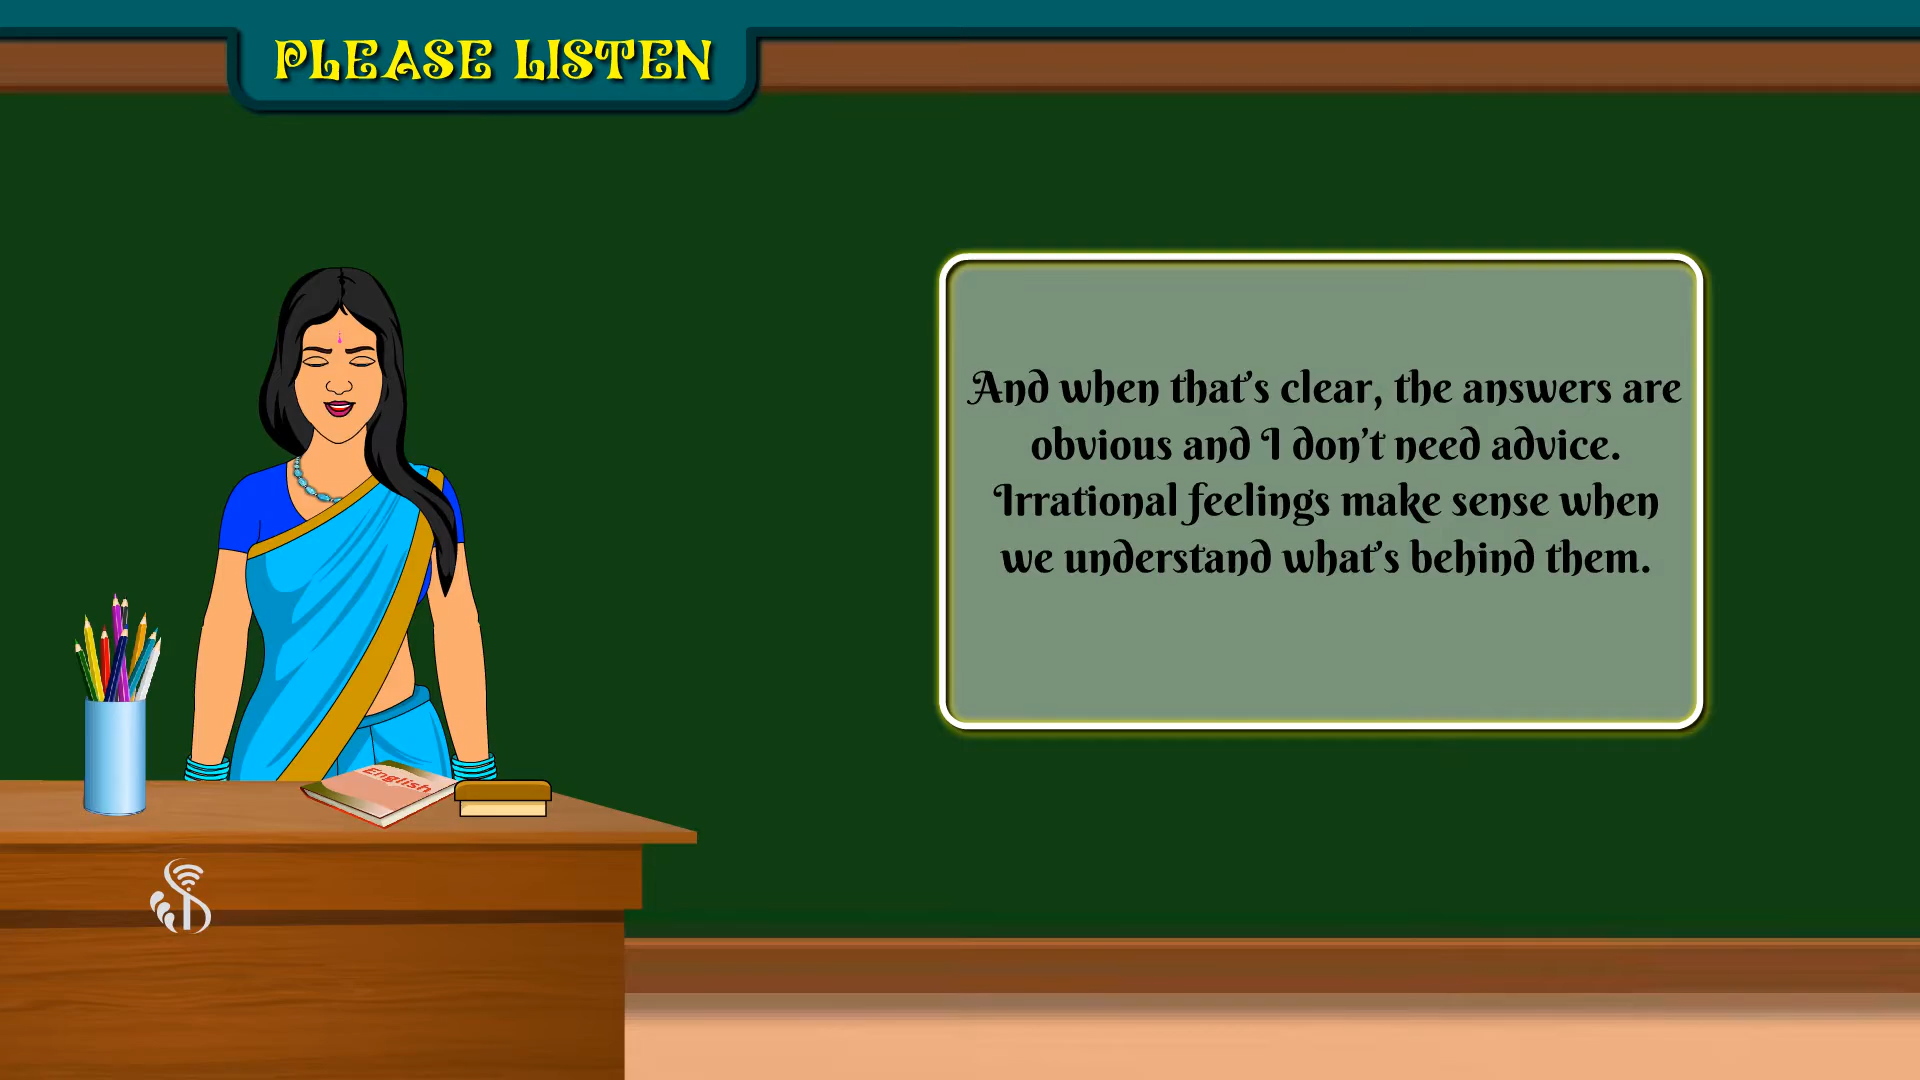 PLEASE LISTEN
And when that's clear, the answers are
obvious and I don't need advice.
Irrational feelings make sense when
we understand what's behind them.
English